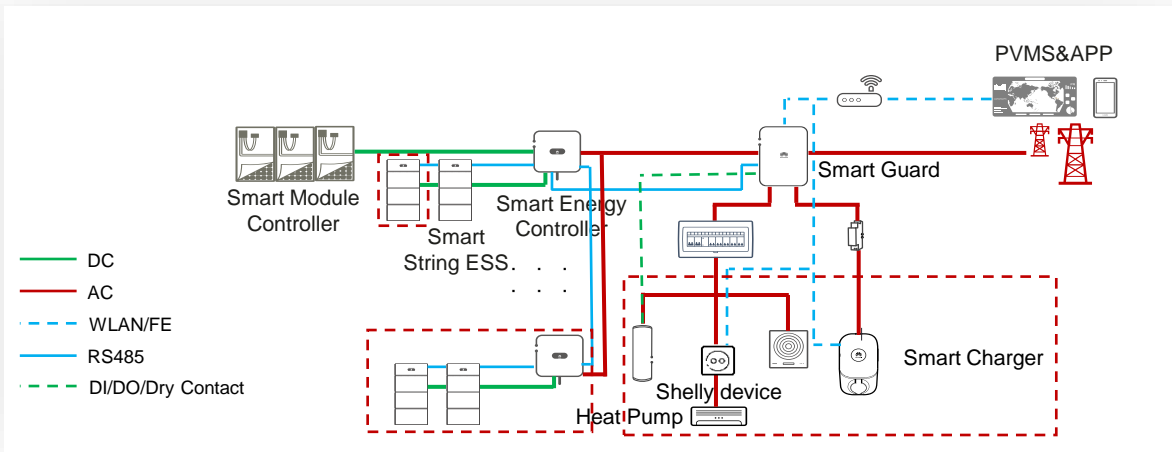 PVMS&APP
Smart Guard
Smart Module
Controller
Smart Energy
Controller
Smart
String ESS
. . .
. . .
DC
AC
WLAN/FE
RS485
DI/DO/Dry Contact
Smart Charger
Shelly device
Heat Pump